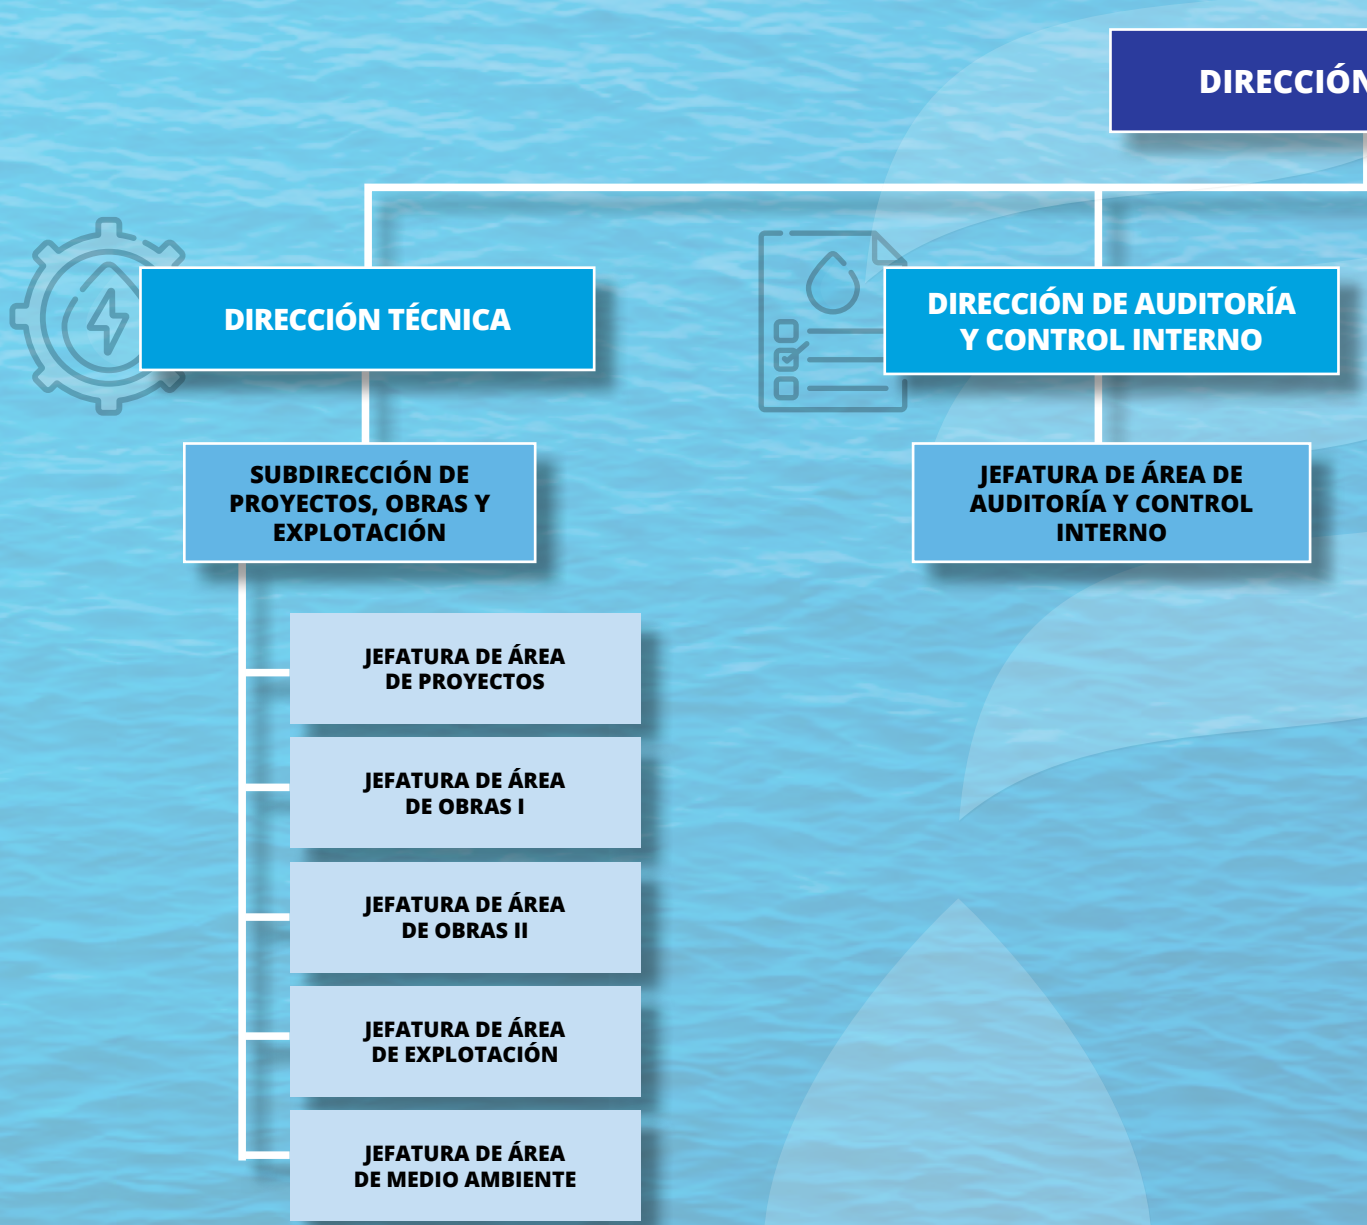 DIRECCIÓN
DIRECCIÓN TÉCNICA
DIRECCIÓN DE AUDITORÍA
Y CONTROL INTERNO
SUBDIRECCIÓN DE
PROYECTOS, OBRAS Y
EXPLOTACIÓN
JEFATURA DE ÁREA DE
AUDITORÍA Y CONTROL
INTERNO
JEFATURA DE ÁREA
DE PROYECTOS
JEFATURA DE ÁREA
DE OBRAS I
JEFATURA DE ÁREA
DE OBRAS II
JEFATURA DE ÁREA
DE EXPLOTACIÓN
JEFATURA DE ÁREA
DE MEDIO AMBIENTE